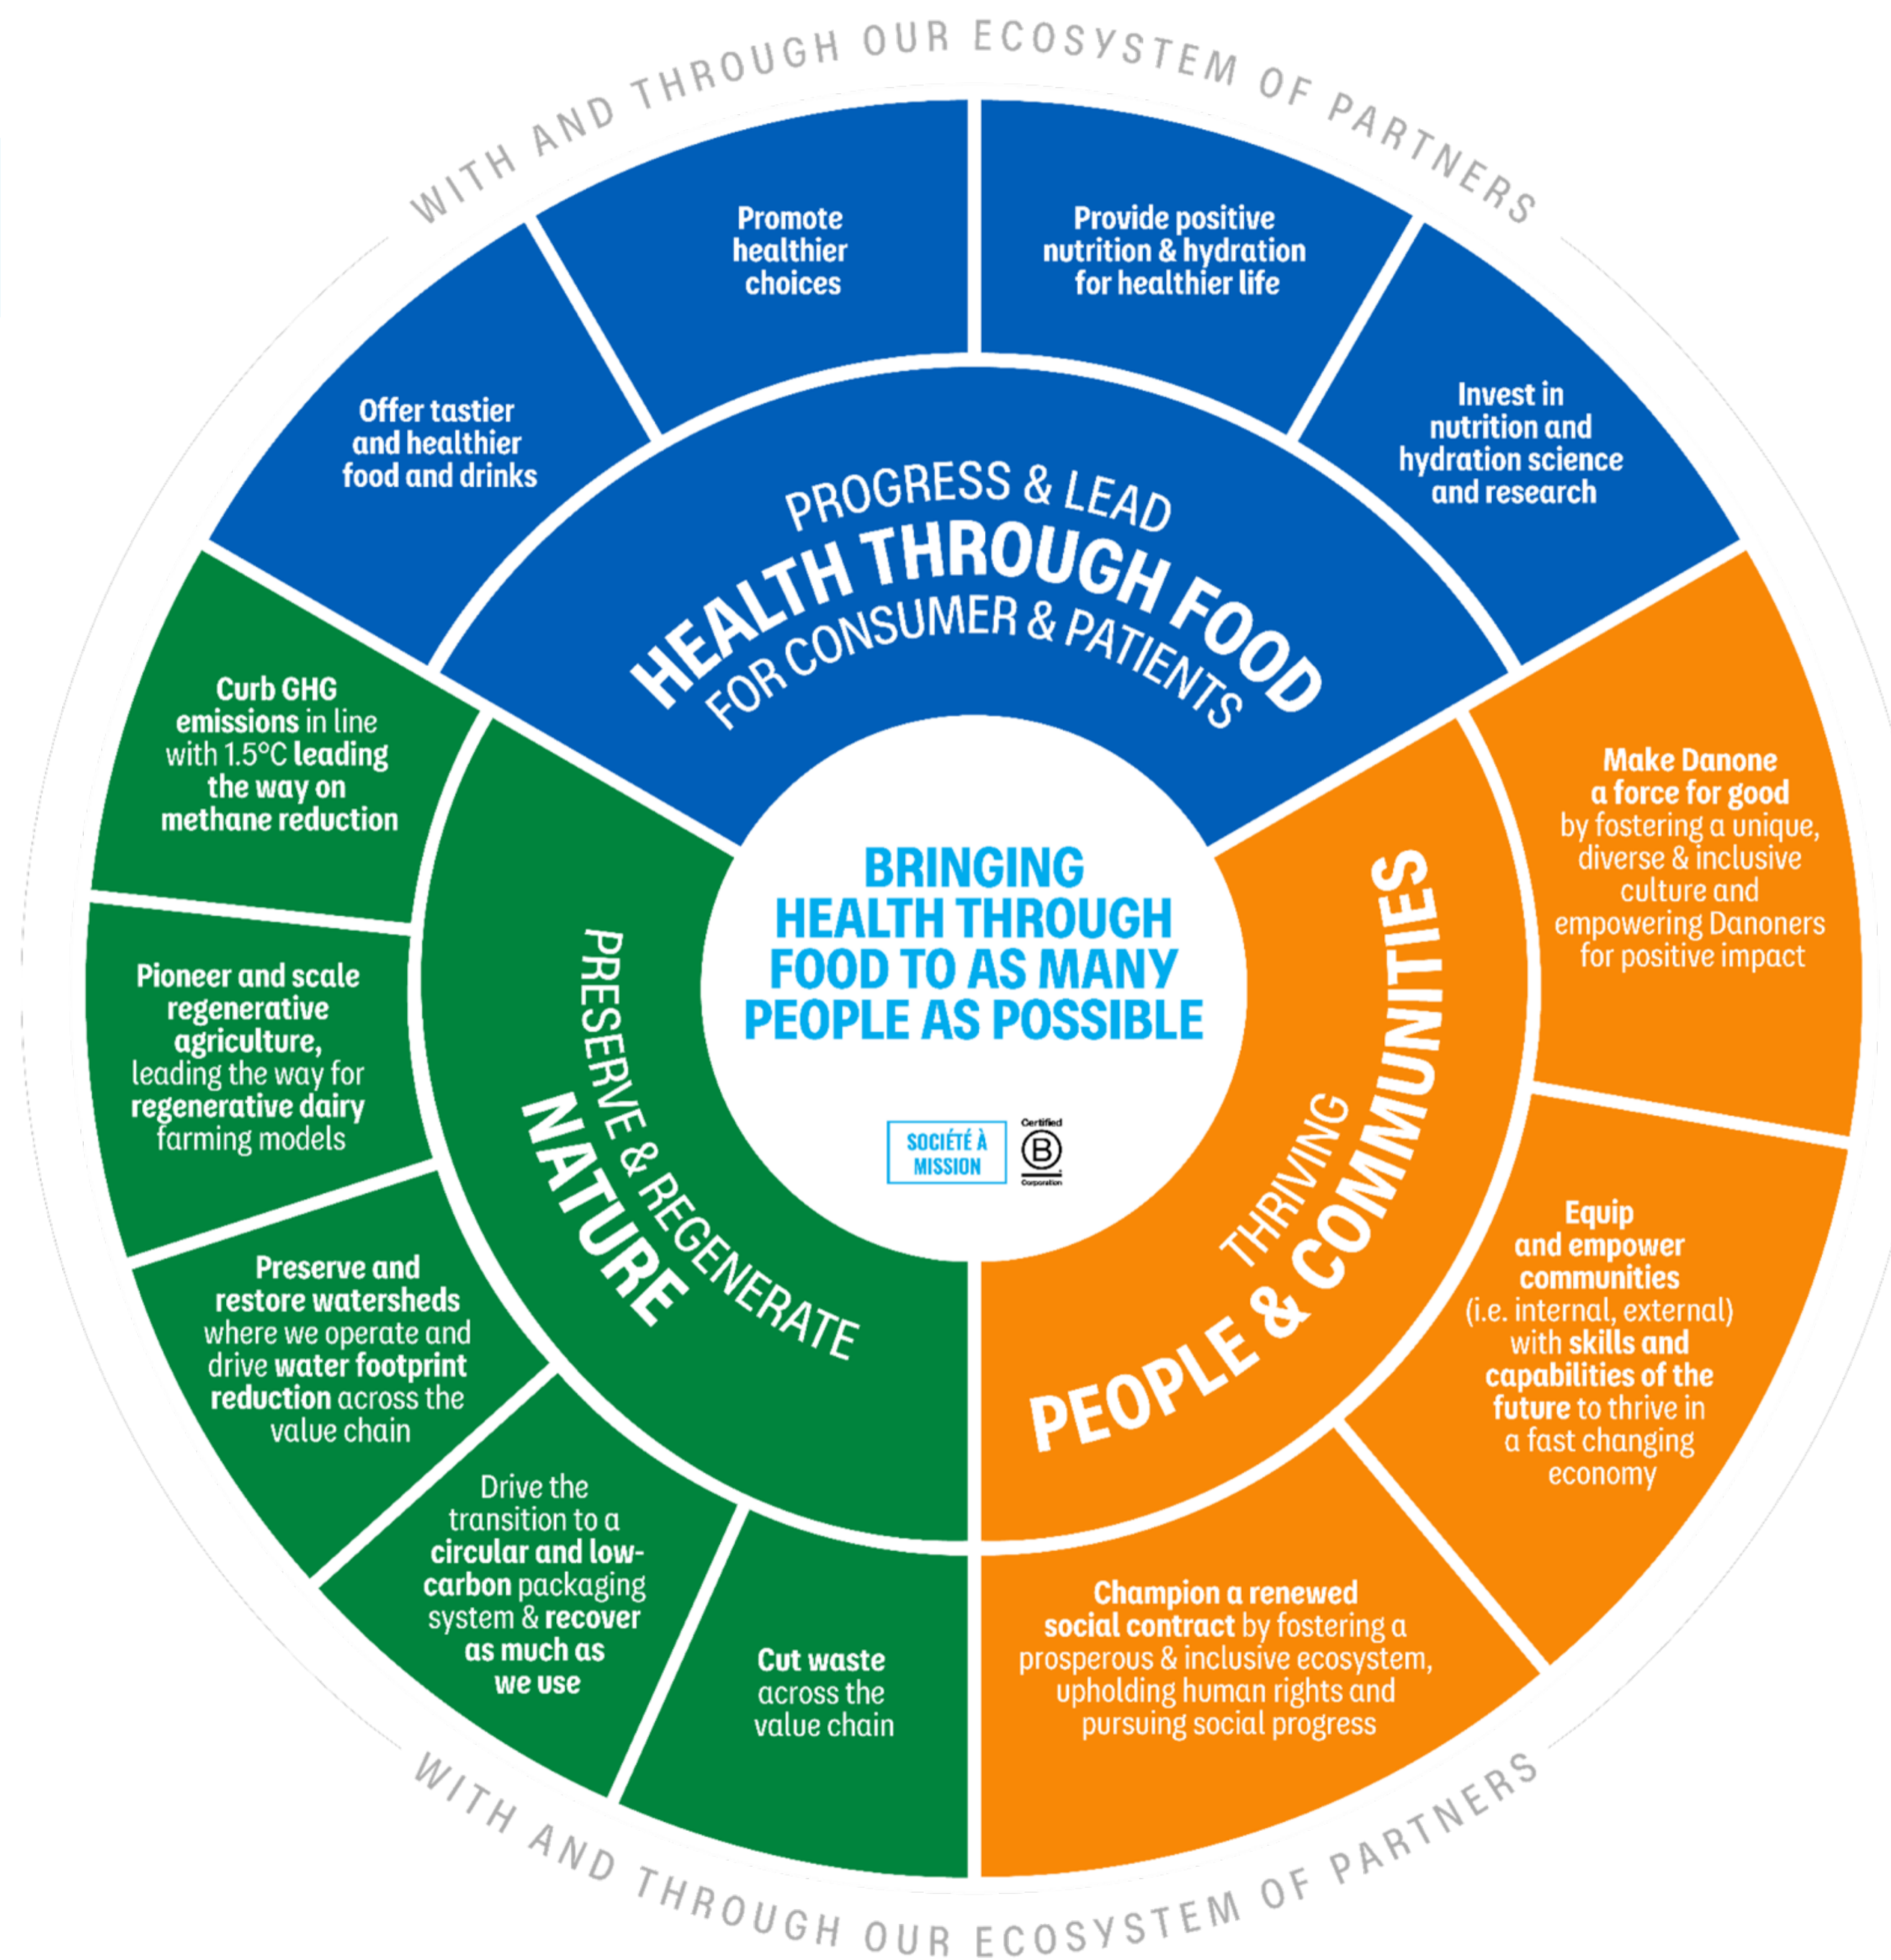 WITH AND THROUGH OUR ECOSYSTEM OF PARTNERS
Promote
healthier
choices
Provide positive
nutrition & hydration
for healthier life
Offer tastier
and healthier
food and drinks
Invest in
nutrition and
hydration science
and research
PROGRESS & LEAD
HEALTH THROUGH FOOD
FOR CONSUMER & PATIENTS
Curb GHG
emissions in line
with 1.5°C leading
the way on
methane reduction
Pioneer and scale
regenerative
agriculture,
leading the way for
regenerative dairy
farming models
Preserve and
restore watersheds
where we operate and
drive water footprint
reduction across the
value chain
Drive the
transition to a
circular and low-
carbon packaging
system & recover
as much as
we use
Cut waste
across the
value chain
PRESERVE & REGENERATE
NATURE
BRINGING
HEALTH THROUGH
FOOD TO AS MANY
PEOPLE AS POSSIBLE
SOCIÉTÉ À
MISSION
Certified
B
Corporation
THRIVING
PEOPLE & COMMUNITIES
Make Danone
a force for good
by fostering a unique,
diverse & inclusive
culture and
empowering Danoners
for positive impact
Equip
and empower
communities
(i.e. internal, external)
with skills and
capabilities of the
future to thrive in
a fast changing
economy
Champion a renewed
social contract by fostering a
prosperous & inclusive ecosystem,
upholding human rights and
pursuing social progress
WITH AND THROUGH OUR ECOSYSTEM OF PARTNERS